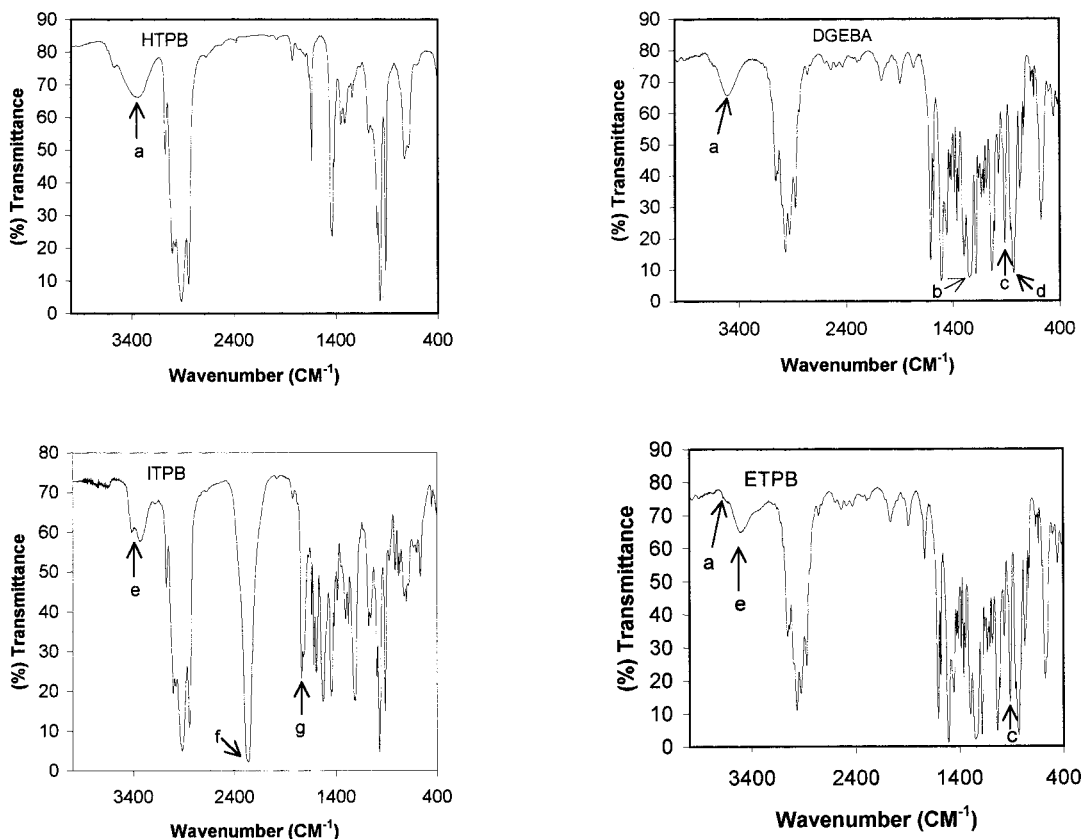 HTPB
(%) Transmittance
90
80
70
60
50
40
30
20
10
0
a
3400 2400 1400 400
Wavenumber (CM-1)
DGEBA
(%) Transmittance
90
80
70
60
50
40
30
20
10
0
a
b c d
3400 2400 1400 400
Wavenumber (CM-1)
ITPB
(%) Transmittance
80
70
60
50
40
30
20
10
0
e
f g
3400 2400 1400 400
Wavenumber (CM-1)
ETPB
(%) Transmittance
90
80
70
60
50
40
30
20
10
0
a e
c
3400 2400 1400 400
Wavenumber (CM-1)